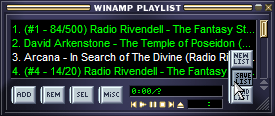 WINAMP PLAYLIST
1. (#1 - 84/500) Radio Rivendell - The Fantasy St...
2. David Arkenstone - The Temple of Poseidon (...
3. Arcana - In Search of The Divine (Radio Ri
4. (#4 - 14/20) Radio Rivendell - The Fantasy
NEW LIST
SAVE LIST
ADD
REM
SEL
MISC
0:00/?
: